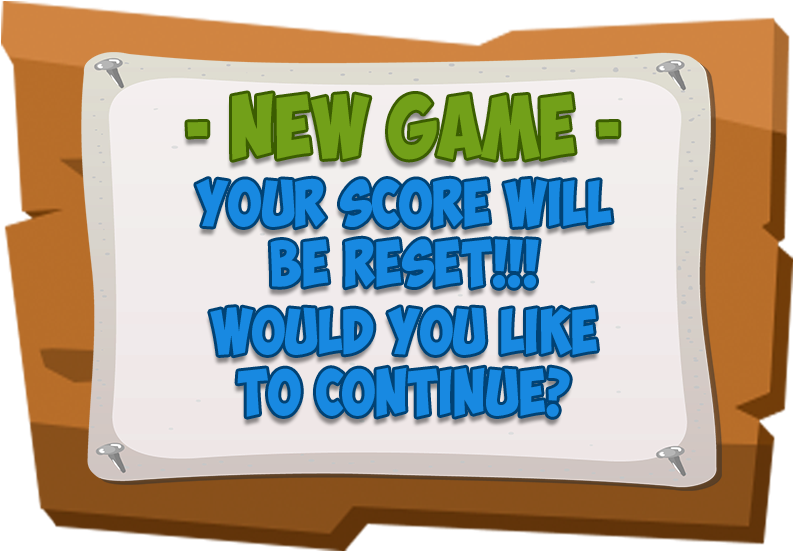 - NEW GAME -
YOUR SCORE WILL
BE RESET!!!
WOULD YOU LIKE
TO CONTINUE?